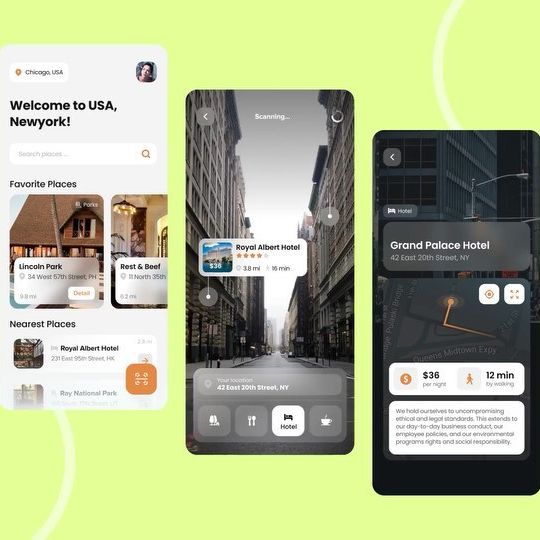 Chicago, USA
Welcome to USA,
Newyork!
Search places ...
Favorite Places
Parks
Lincoln Park
34 West 57th Street, PH
9.8 mi
Detail
Rest & Beef
11 North 35th
6.2 mi
Nearest Places
2.8 mi
Royal Albert Hotel
231 East 95th Street, HK
Ray National Park
Scanning...
$36
Royal Albert Hotel
3.8 mi
16 min
Your location
42 East 20th Street, NY
Hotel
Hotel
Grand Palace Hotel
42 East 20th Street, NY
Pulaski Bridge
Queens Midtown Expy
$36
per night
12 min
by walking
We hold ourselves to uncompromising
ethical and legal standards. This extends to
our day-to-day business conduct, our
employee policies, and our environmental
programs rights and social responsibility.